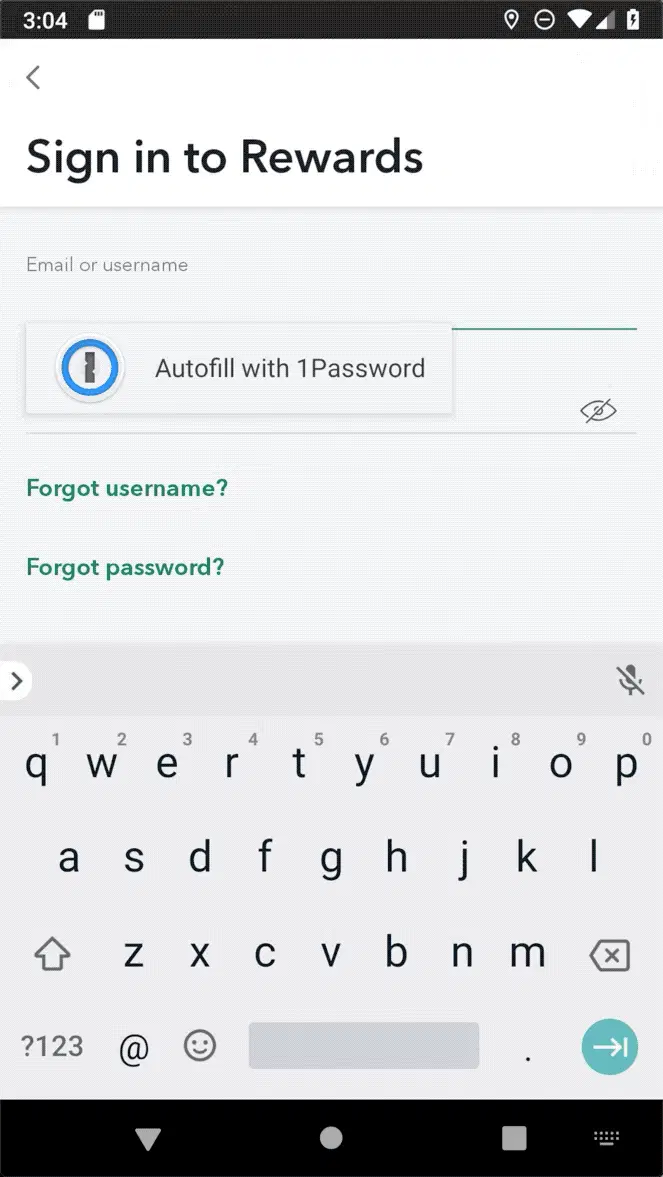 3:04
Sign in to Rewards
Email or username
Autofill with 1Password
Forgot username?
Forgot password?
1 2 3 4 5 6 7 8 9 0
q w e r t y u i o p
a s d f g h j k l
z x c v b n m
?123 @ .